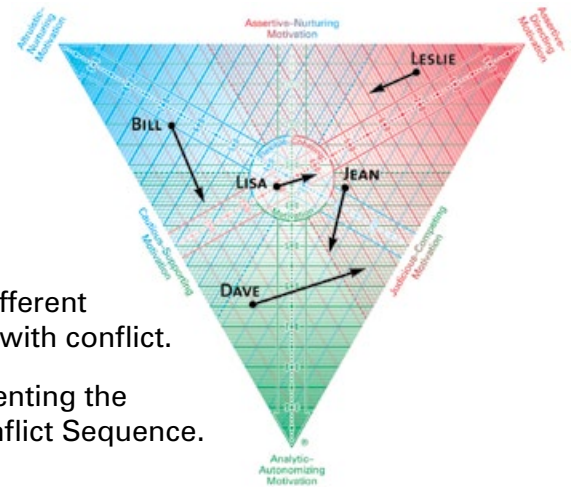 Altruistic-
Nurturing
Motivation
Assertive-Nurturing
Motivation
Assertive-
Directing
Motivation
LESLIE
BILL
LISA
JEAN
Cautious-Supporting
Motivation
Judicious-Competing
Motivation
DAVE
ifferent
with conflict.
enting the
nflict Sequence.
®
Analytic-
Autonomizing
Motivation